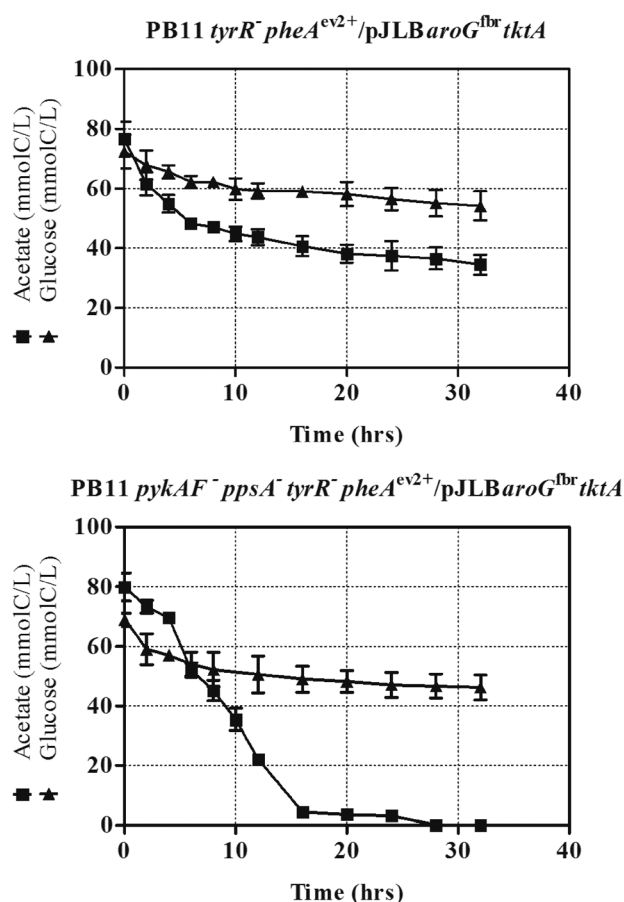 PB11 tyrR⁻ pheAᵉᵛ²⁺/pJLBaroGᶠᵇʳtktA
Acetate (mmolC/L)
Glucose (mmolC/L)
100
80
60
40
20
0
0 10 20 30 40
Time (hrs)
PB11 pykAF⁻ ppsA⁻ tyrR⁻ pheAᵉᵛ²⁺/pJLBaroGᶠᵇʳtktA
Acetate (mmolC/L)
Glucose (mmolC/L)
100
80
60
40
20
0
0 10 20 30 40
Time (hrs)